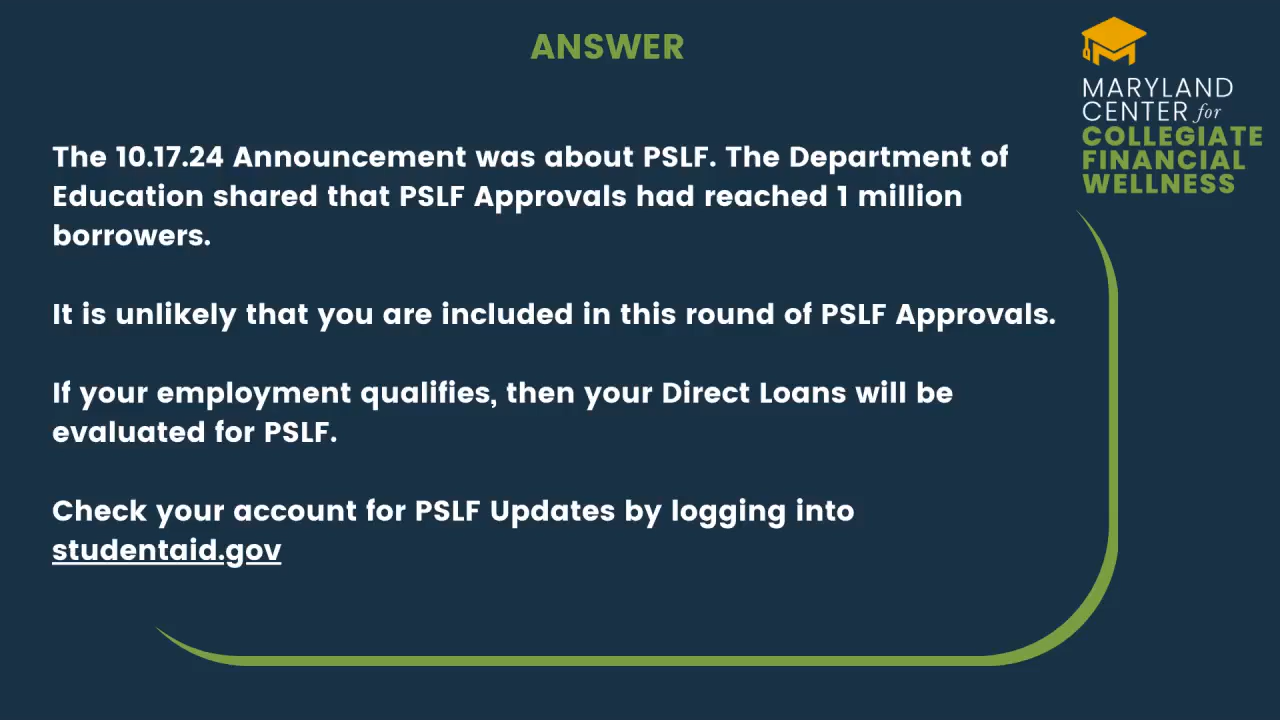 ANSWER
MARYLAND
CENTER for
COLLEGIATE
FINANCIAL
WELLNESS
The 10.17.24 Announcement was about PSLF. The Department of
Education shared that PSLF Approvals had reached 1 million
borrowers.
It is unlikely that you are included in this round of PSLF Approvals.
If your employment qualifies, then your Direct Loans will be
evaluated for PSLF.
Check your account for PSLF Updates by logging into
studentaid.gov